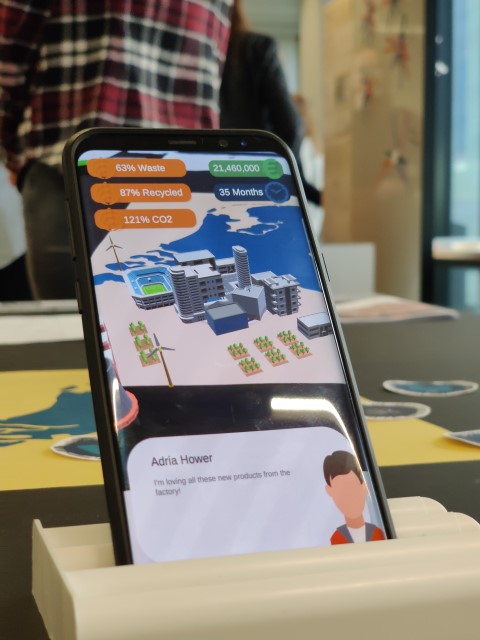 63% Waste
21,460,000
87% Recycled
35 Months
121% CO2
Adria Hower
I'm loving all these new products from the
factory!